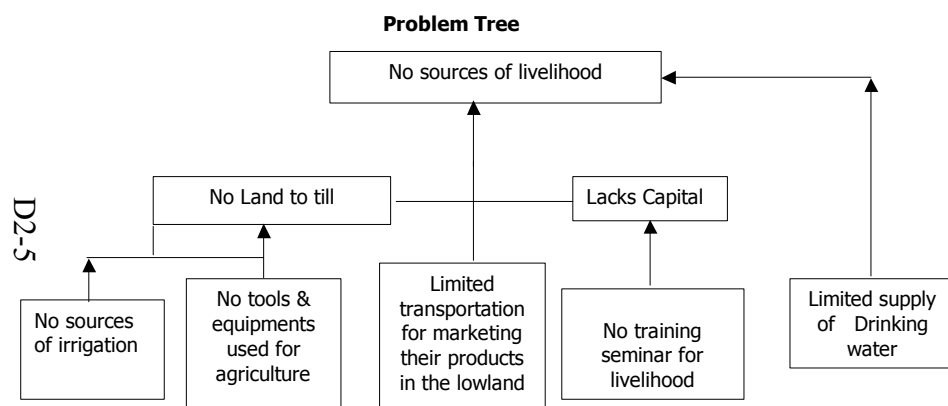 Problem Tree
No sources of livelihood
No Land to till
Lacks Capital
D2-5
No sources
of irrigation
No tools &
equipments
used for
agriculture
Limited
transportation
for marketing
their products
in the lowland
No training
seminar for
livelihood
Limited supply
of Drinking
water